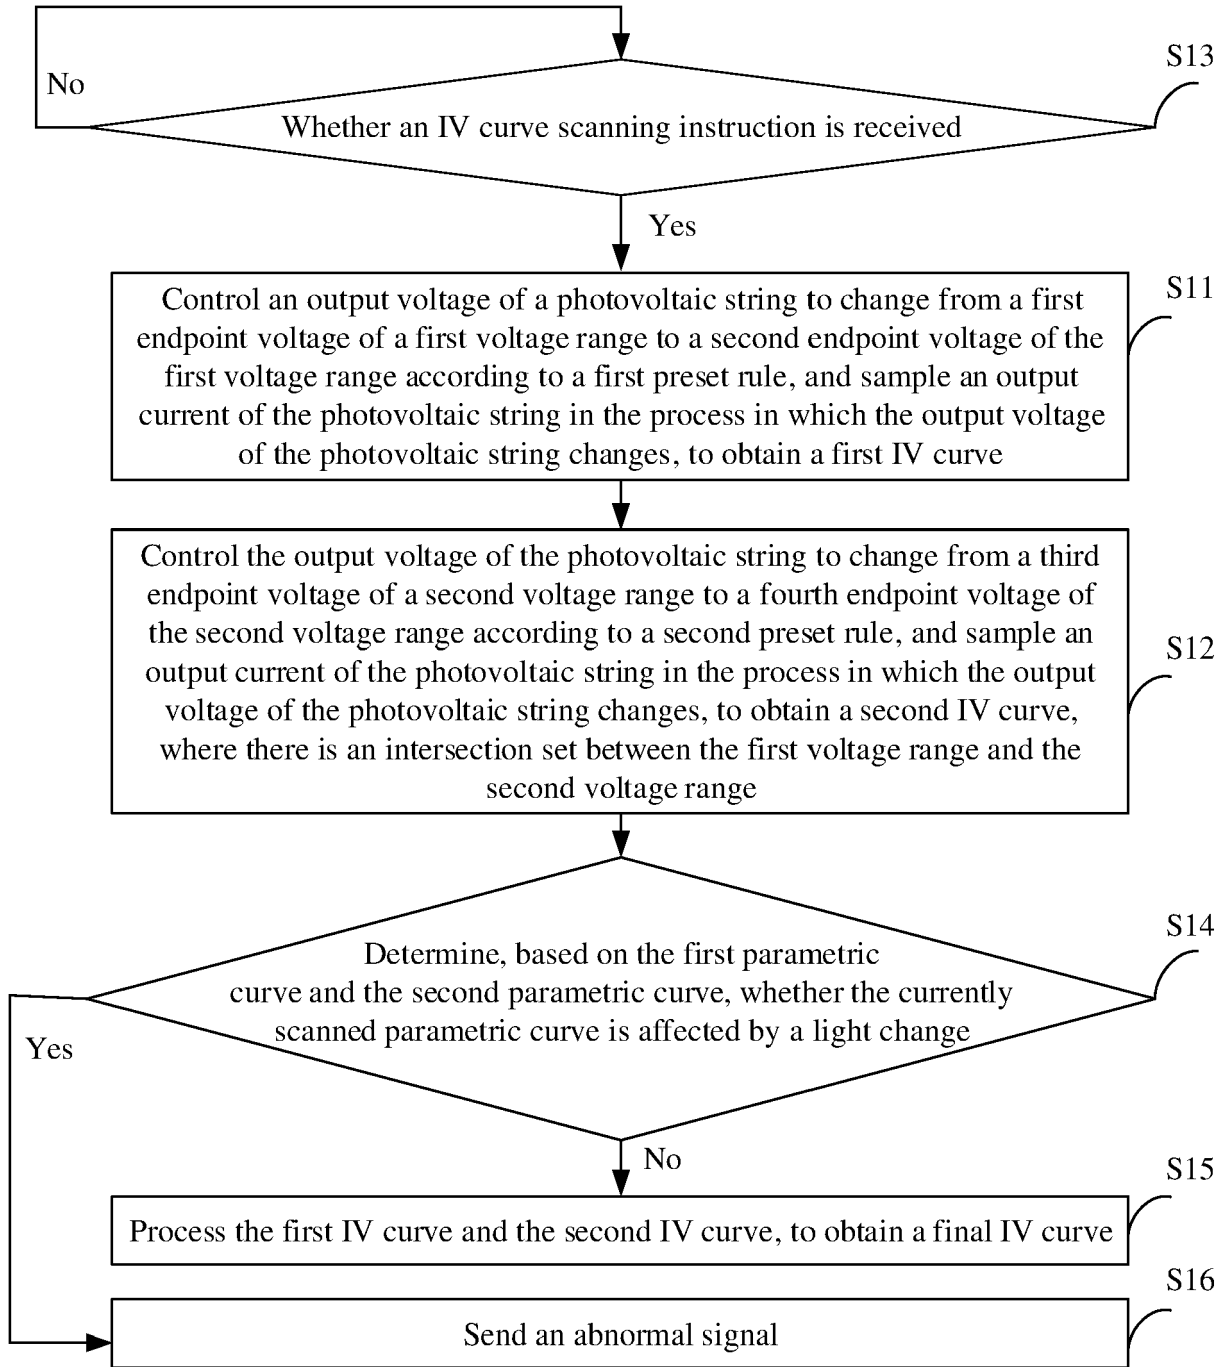 S13
No
Whether an IV curve scanning instruction is received
Yes
S11
Control an output voltage of a photovoltaic string to change from a first
endpoint voltage of a first voltage range to a second endpoint voltage of the
first voltage range according to a first preset rule, and sample an output
current of the photovoltaic string in the process in which the output voltage
of the photovoltaic string changes, to obtain a first IV curve
Control the output voltage of the photovoltaic string to change from a third
endpoint voltage of a second voltage range to a fourth endpoint voltage of
the second voltage range according to a second preset rule, and sample an
output current of the photovoltaic string in the process in which the output
voltage of the photovoltaic string changes, to obtain a second IV curve,
where there is an intersection set between the first voltage range and the
second voltage range
S12
S14
Determine, based on the first parametric
curve and the second parametric curve, whether the currently
scanned parametric curve is affected by a light change
Yes
No
S15
Process the first IV curve and the second IV curve, to obtain a final IV curve
S16
Send an abnormal signal